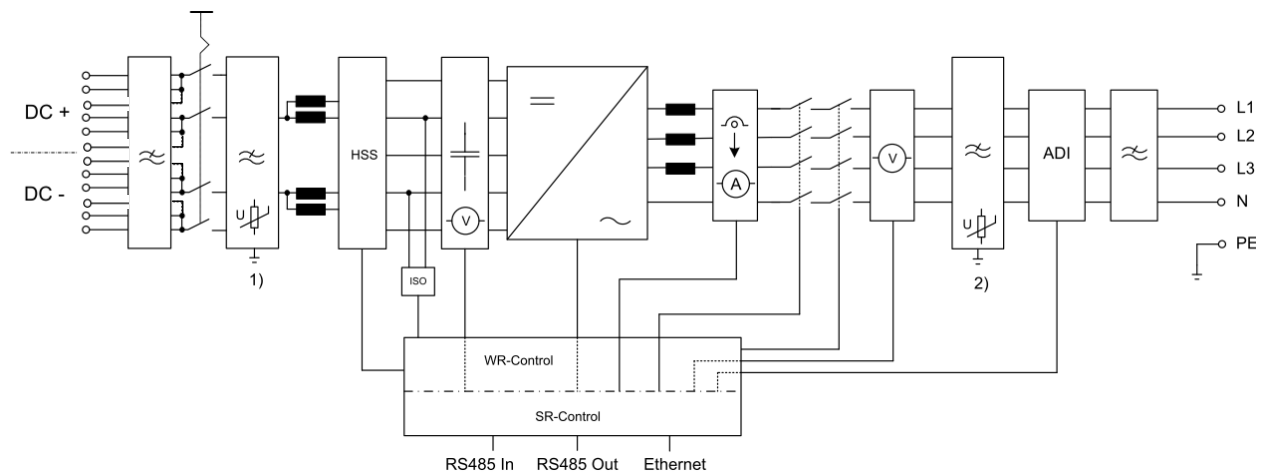 DC +
DC -
U
1)
HSS
ISO
V
A
V
U
2)
ADI
L1
L2
L3
N
PE
WR-Control
SR-Control
RS485 In
RS485 Out
Ethernet